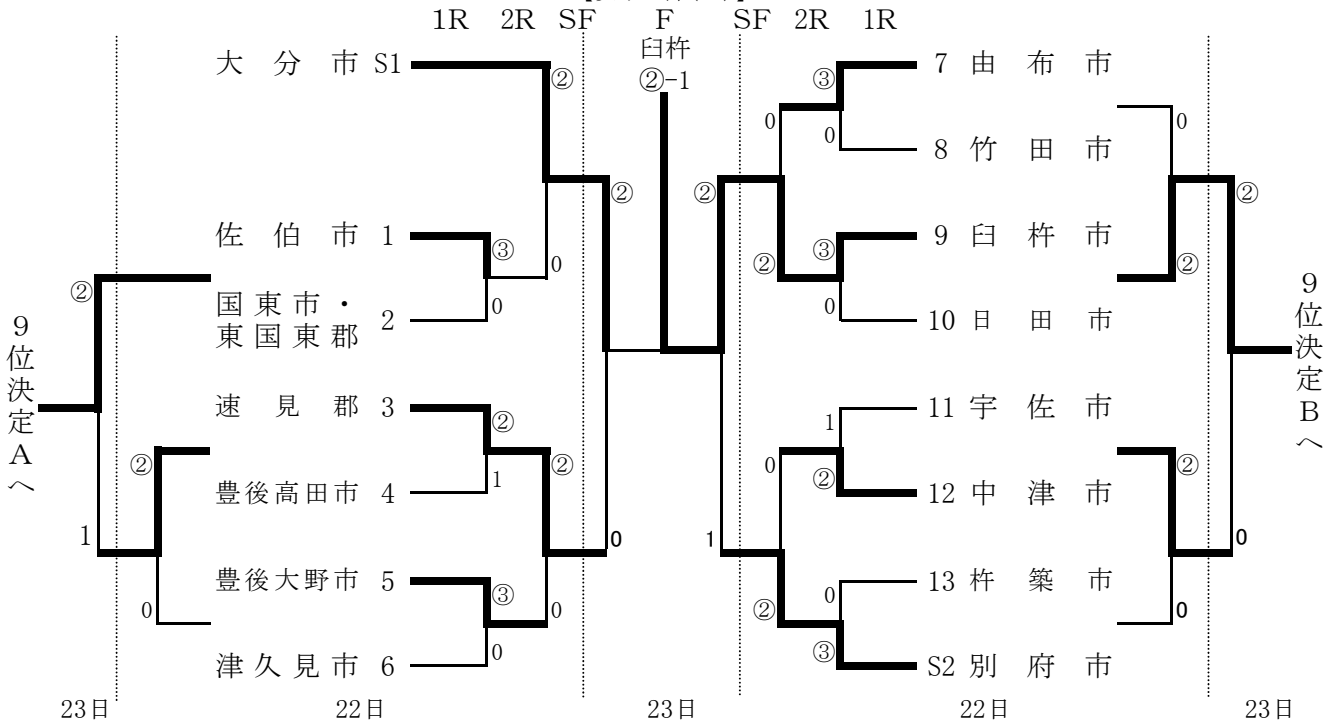 1R 2R SF F SF 2R 1R
臼杵
②-1
大分市 S1
②
佐伯市 1
③
0
国東市・
東国東郡 2
0
速見郡 3
②
②
豊後高田市 4
1
豊後大野市 5
③
0
津久見市 6
0
②
0
②
7 由布市
③
0
8 竹田市
0
9 臼杵市
③
②
10 日田市
0
11 宇佐市
1
0
12 中津市
②
1
13 杵築市
0
②
S2 別府市
③
②
②
1
0
9位決定Aへ
0
②
②
②
0
0
9位決定Bへ
23日 22日 23日 22日 23日